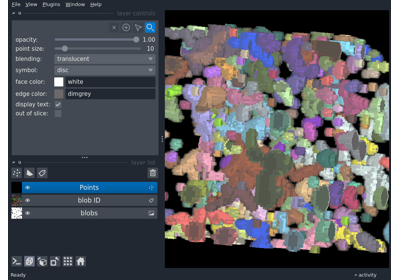 File View Plugins Window Help
layer controls
opacity: 1.00
point size: 10
blending: translucent
symbol: disc
face color: white
edge color: dimgrey
display text:
out of slice:
layer list
Points
blob ID
blobs
Ready
activity